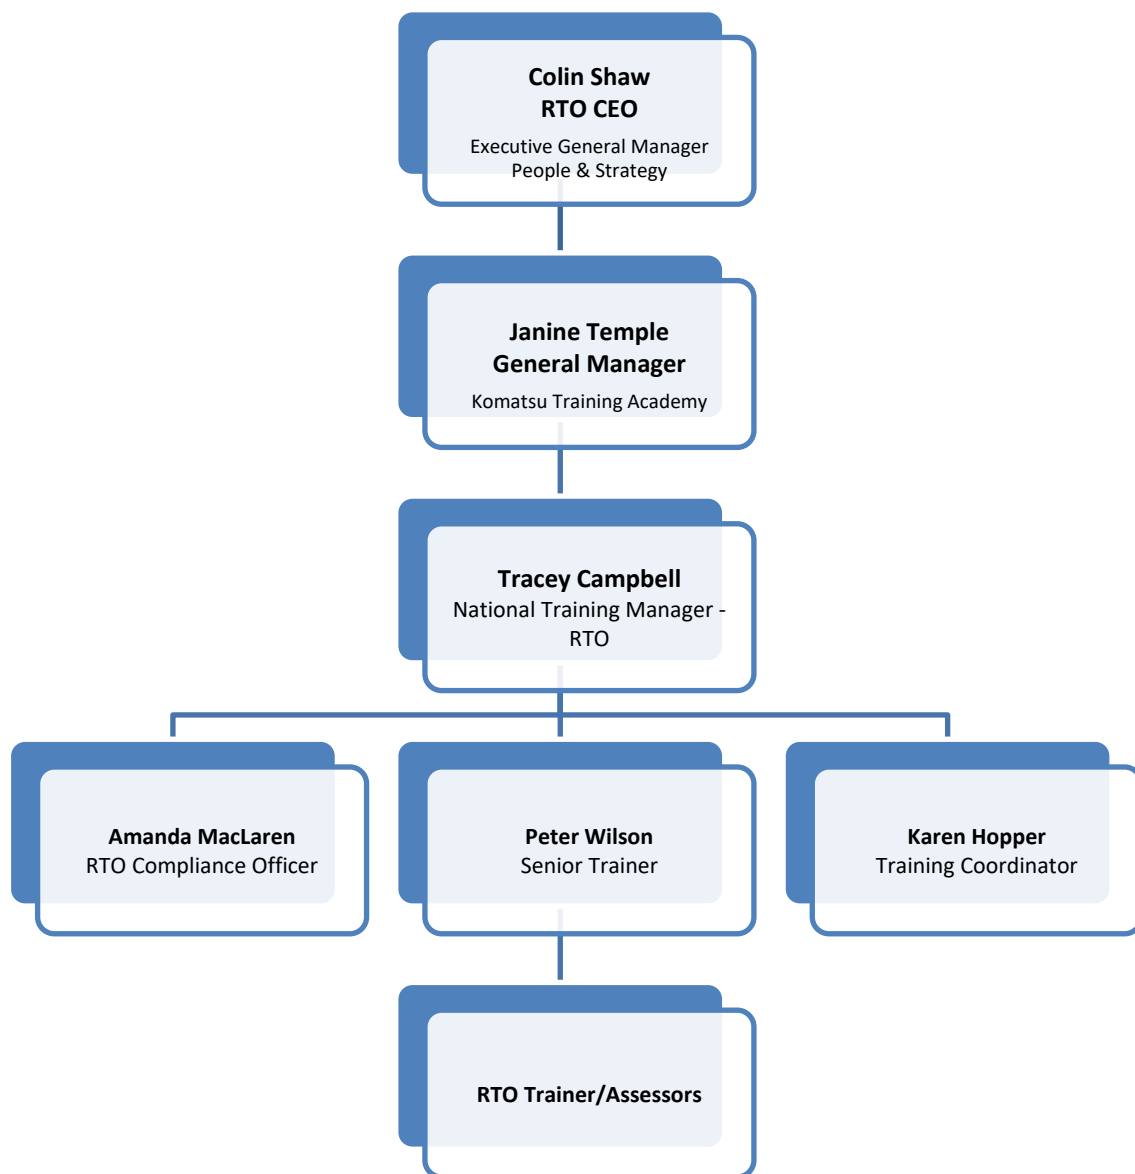 Colin Shaw
RTO CEO
Executive General Manager
People & Strategy
Janine Temple
General Manager
Komatsu Training Academy
Tracey Campbell
National Training Manager -
RTO
Amanda MacLaren
RTO Compliance Officer
Peter Wilson
Senior Trainer
Karen Hopper
Training Coordinator
RTO Trainer/Assessors